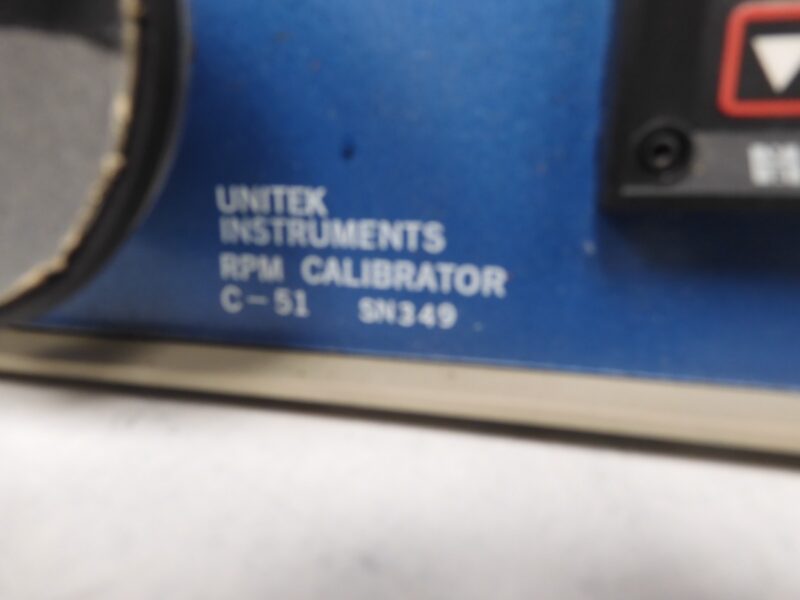 UNITEK
INSTRUMENTS
RPM CALIBRATOR
C-51 SN349